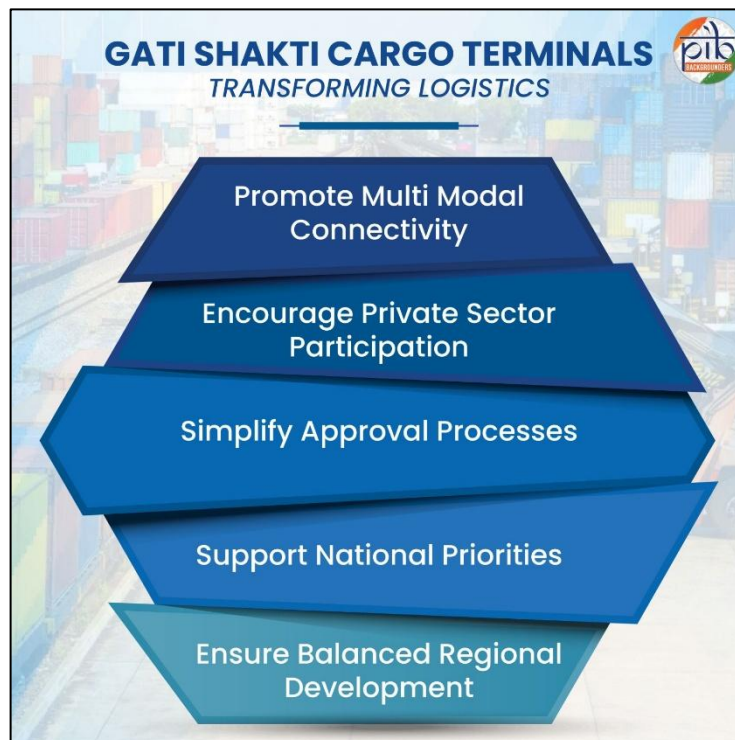 GATI SHAKTI CARGO TERMINALS
TRANSFORMING LOGISTICS
pib
BACKGROUNDERS
Promote Multi Modal
Connectivity
Encourage Private Sector
Participation
Simplify Approval Processes
Support National Priorities
Ensure Balanced Regional
Development